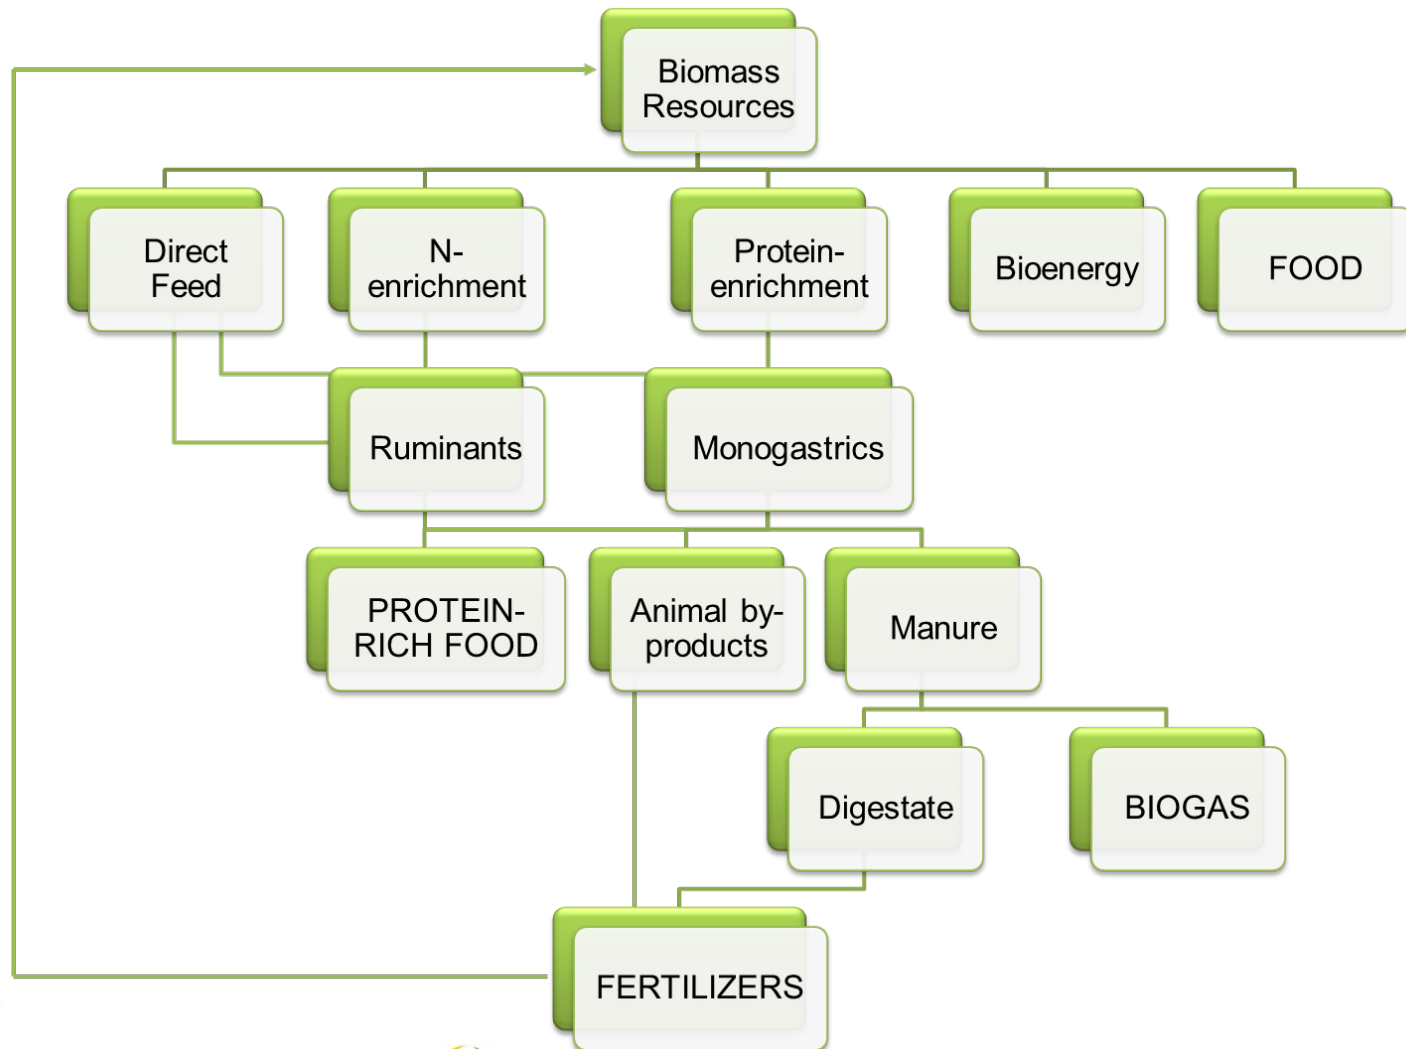 Biomass
Resources
Direct
Feed
N-
enrichment
Protein-
enrichment
Bioenergy
FOOD
Ruminants
Monogastrics
PROTEIN-
RICH FOOD
Animal by-
products
Manure
Digestate
BIOGAS
FERTILIZERS